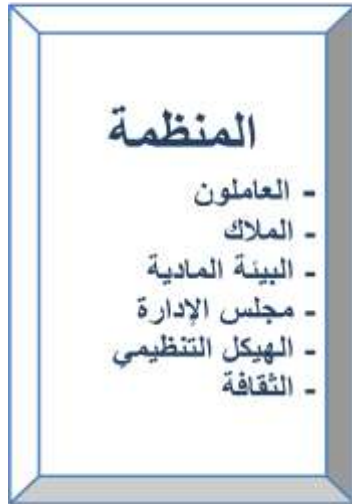 المنظمة
- العاملون
- الملاك
- البيئة المادية
- مجلس الإدارة
- الهيكل التنظيمي
- الثقافة